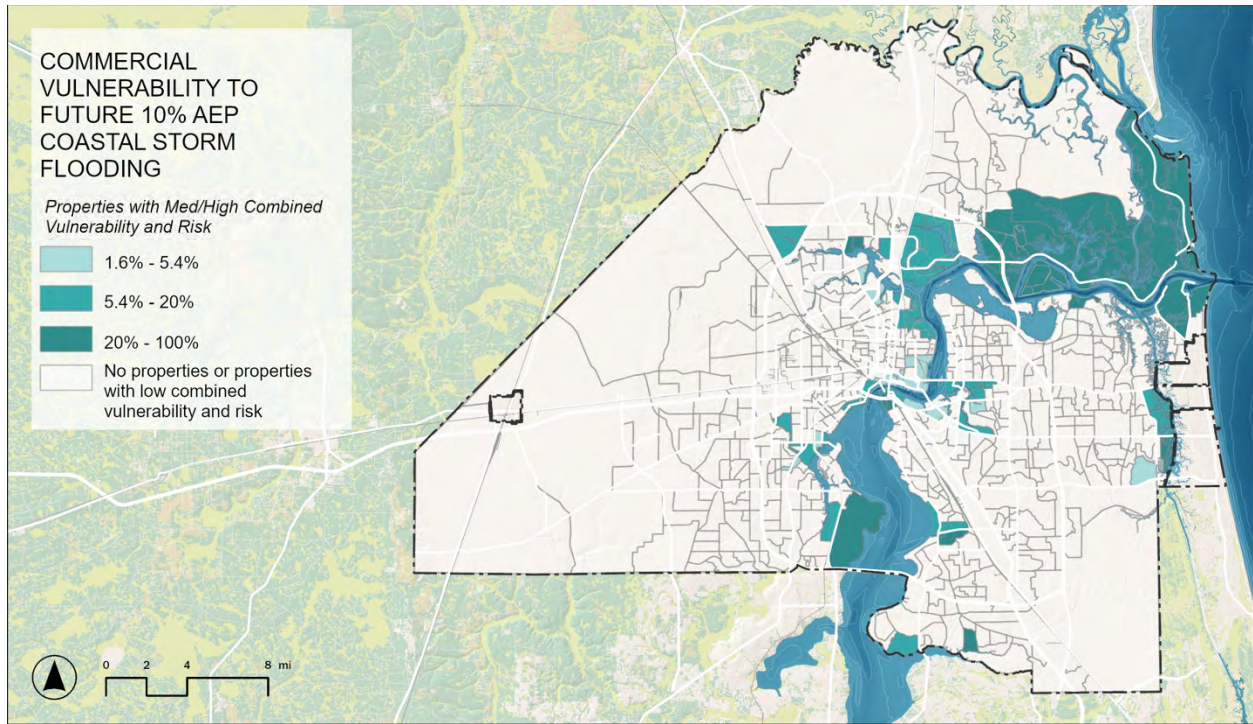 COMMERCIAL
VULNERABILITY TO
FUTURE 10% AEP
COASTAL STORM
FLOODING
Properties with Med/High Combined
Vulnerability and Risk
1.6% - 5.4%
5.4% - 20%
20% - 100%
No properties or properties
with low combined
vulnerability and risk
0 2 4 8 mi